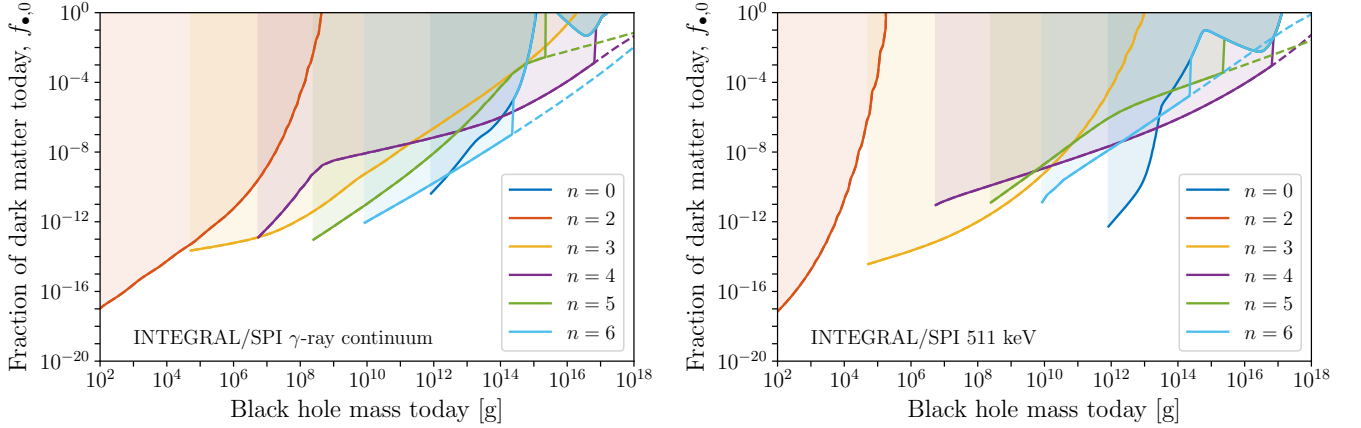 Fraction of dark matter today, f•,0
10^0
10^−4
10^−8
10^−12
10^−16
10^−20
n = 0
n = 2
n = 3
n = 4
n = 5
n = 6
INTEGRAL/SPI γ-ray continuum
10^2 10^4 10^6 10^8 10^10 10^12 10^14 10^16 10^18
Black hole mass today [g]
Fraction of dark matter today, f•,0
10^0
10^−4
10^−8
10^−12
10^−16
10^−20
n = 0
n = 2
n = 3
n = 4
n = 5
n = 6
INTEGRAL/SPI 511 keV
10^2 10^4 10^6 10^8 10^10 10^12 10^14 10^16 10^18
Black hole mass today [g]